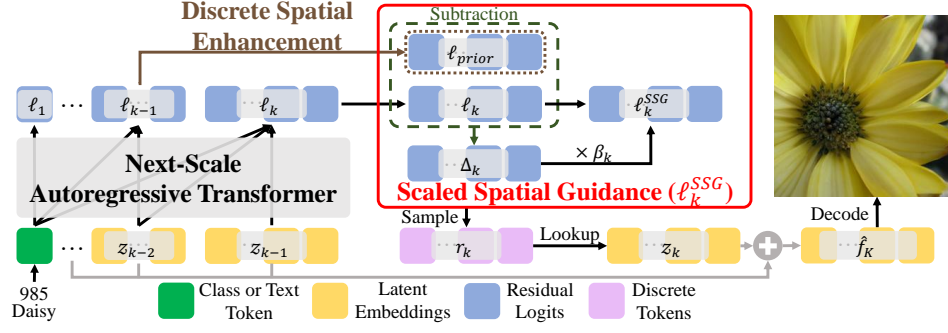 Discrete Spatial
Enhancement
Subtraction
ℓ_prior
ℓ_1 ... ℓ_{k-1} ℓ_k
ℓ_k ℓ_k^{SSG}
Next-Scale
Autoregressive Transformer
Δ_k × β_k
Scaled Spatial Guidance (ℓ_k^{SSG})
Sample
Lookup
Decode
... z_{k-2} z_{k-1} r_k z_k + f̂_K
985
Daisy
Class or Text
Token
Latent
Embeddings
Residual
Logits
Discrete
Tokens